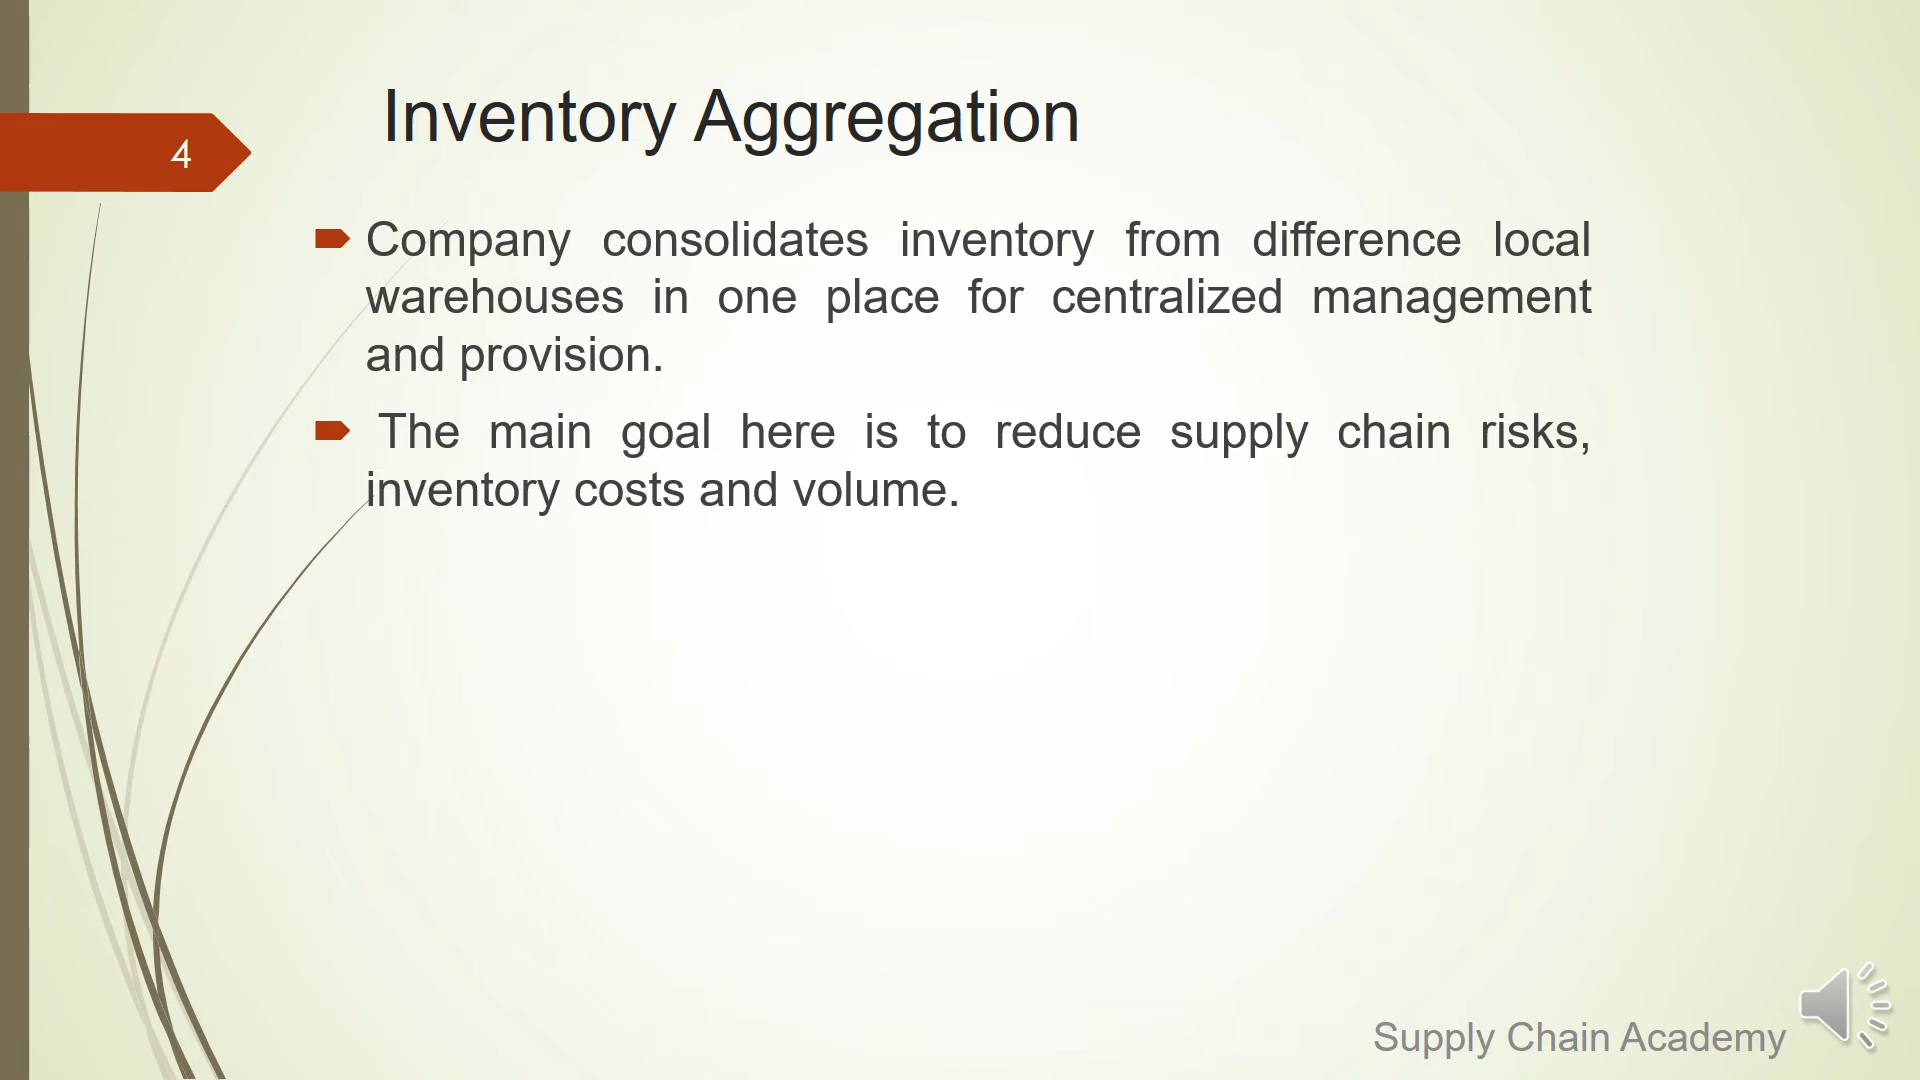 Inventory Aggregation
4
Company consolidates inventory from difference local
warehouses in one place for centralized management
and provision.
The main goal here is to reduce supply chain risks,
inventory costs and volume.
Supply Chain Academy